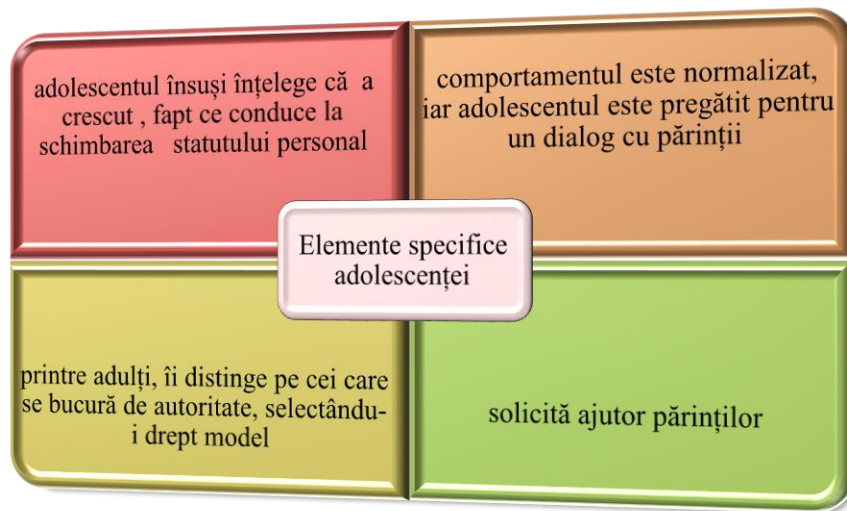 adolescentul însuși înțelege că a
crescut , fapt ce conduce la
schimbarea statutului personal
comportamentul este normalizat,
iar adolescentul este pregătit pentru
un dialog cu părinții
Elemente specifice
adolescenței
printre adulți, îi distinge pe cei care
se bucură de autoritate, selectându-
i drept model
solicită ajutor părinților